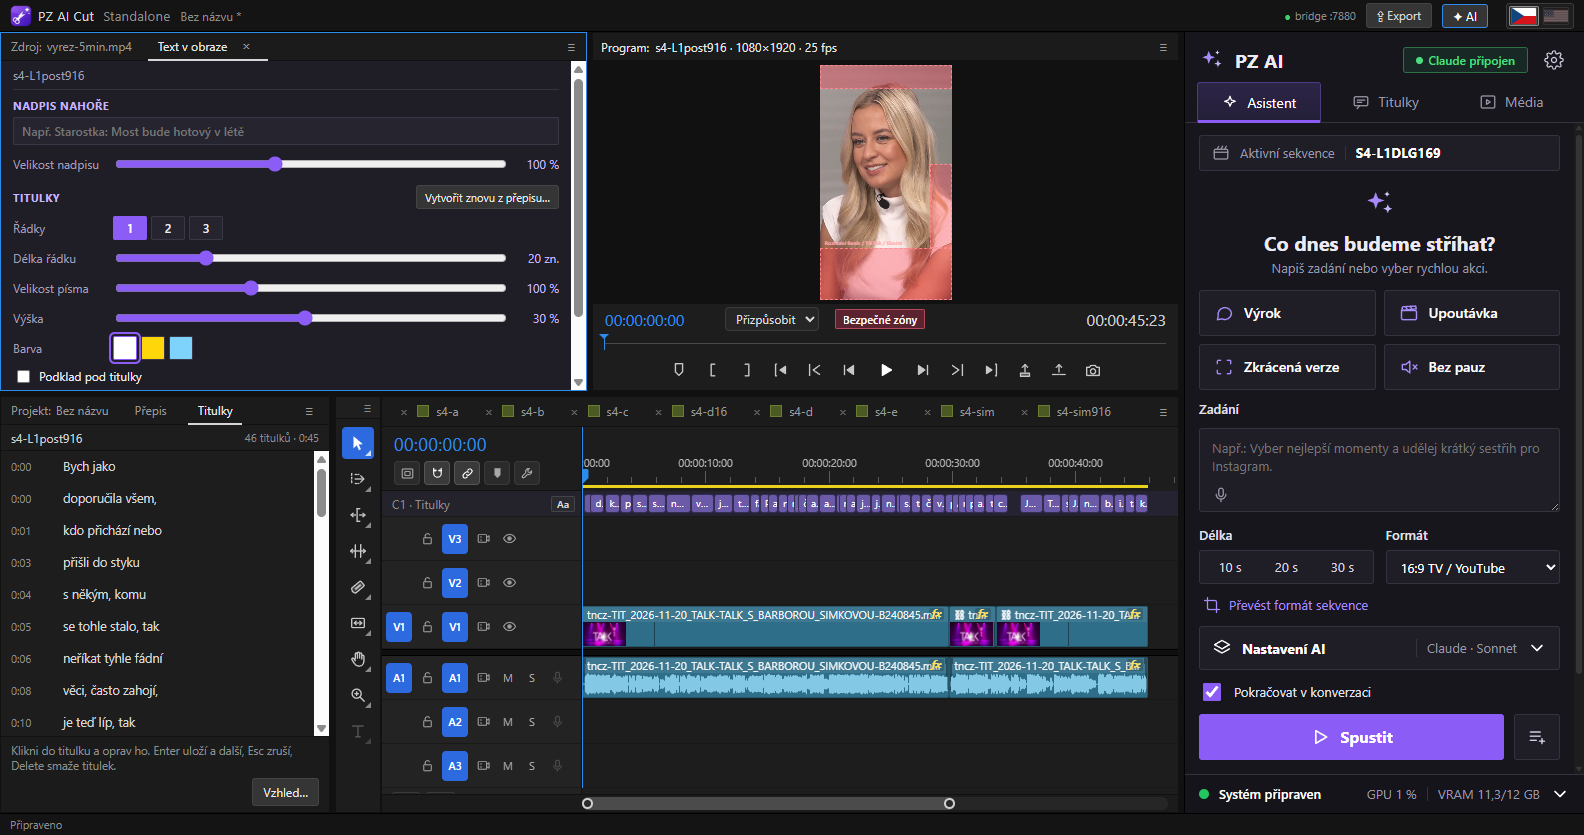 PZ AI Cut Standalone Bez názvu *
bridge :7880
Export
AI
Zdroj: vyrez-5min.mp4
Text v obraze
s4-L1post916
NADPIS NAHOŘE
Např. Starostka: Most bude hotový v létě
Velikost nadpisu 100 %
TITULKY
Vytvořit znovu z přepisu...
Řádky 1 2 3
Délka řádku 20 zn.
Velikost písma 100 %
Výška 30 %
Barva
Podklad pod titulky
Program: s4-L1post916 · 1080×1920 · 25 fps
00:00:00:00
Přizpůsobit
Bezpečné zóny
00:00:45:23
Projekt: Bez názvu
Přepis
Titulky
s4-L1post916
46 titulků · 0:45
0:00 Bych jako
0:00 doporučila všem,
0:01 kdo přichází nebo
0:03 přišli do styku
0:04 s někým, komu
0:05 se tohle stalo, tak
0:06 neříkat tyhle fádní
0:08 věci, často zahojí,
0:10 je teď líp, tak
Klikni do titulku a oprav ho. Enter uloží a další, Esc zruší,
Delete smaže titulek.
Vzhled...
Připraveno
s4-a
s4-b
s4-c
s4-d16
s4-d
s4-e
s4-sim
s4-sim916
00:00:00:00
00:00
00:00:10:00
00:00:20:00
00:00:30:00
00:00:40:00
C1 · Titulky
Aa
V3
V2
V1 V1
tncz-TIT_2026-11-20_TALK-TALK_S_BARBOROU_SIMKOVOU-B240845.m
fx
fx
tncz-TIT_2026-11-20_TAL
fx
TALK
TALK
TALK
A1 A1 M S
tncz-TIT_2026-11-20_TALK-TALK_S_BARBOROU_SIMKOVOU-B240845.m
fx
tncz-TIT_2026-11-20_TALK-TALK_S_B
fx
A2 M S
A3 M S
PZ AI
Claude připojen
Asistent
Titulky
Média
Aktivní sekvence
S4-L1DLG169
Co dnes budeme stříhat?
Napiš zadání nebo vyber rychlou akci.
Výrok
Upoutávka
Zkrácená verze
Bez pauz
Zadání
Např.: Vyber nejlepší momenty a udělej krátký sestřih pro
Instagram.
Délka
Formát
10 s 20 s 30 s
16:9 TV / YouTube
Převést formát sekvence
Nastavení AI
Claude · Sonnet
Pokračovat v konverzaci
Spustit
Systém připraven
GPU 1 %
VRAM 11,3/12 GB